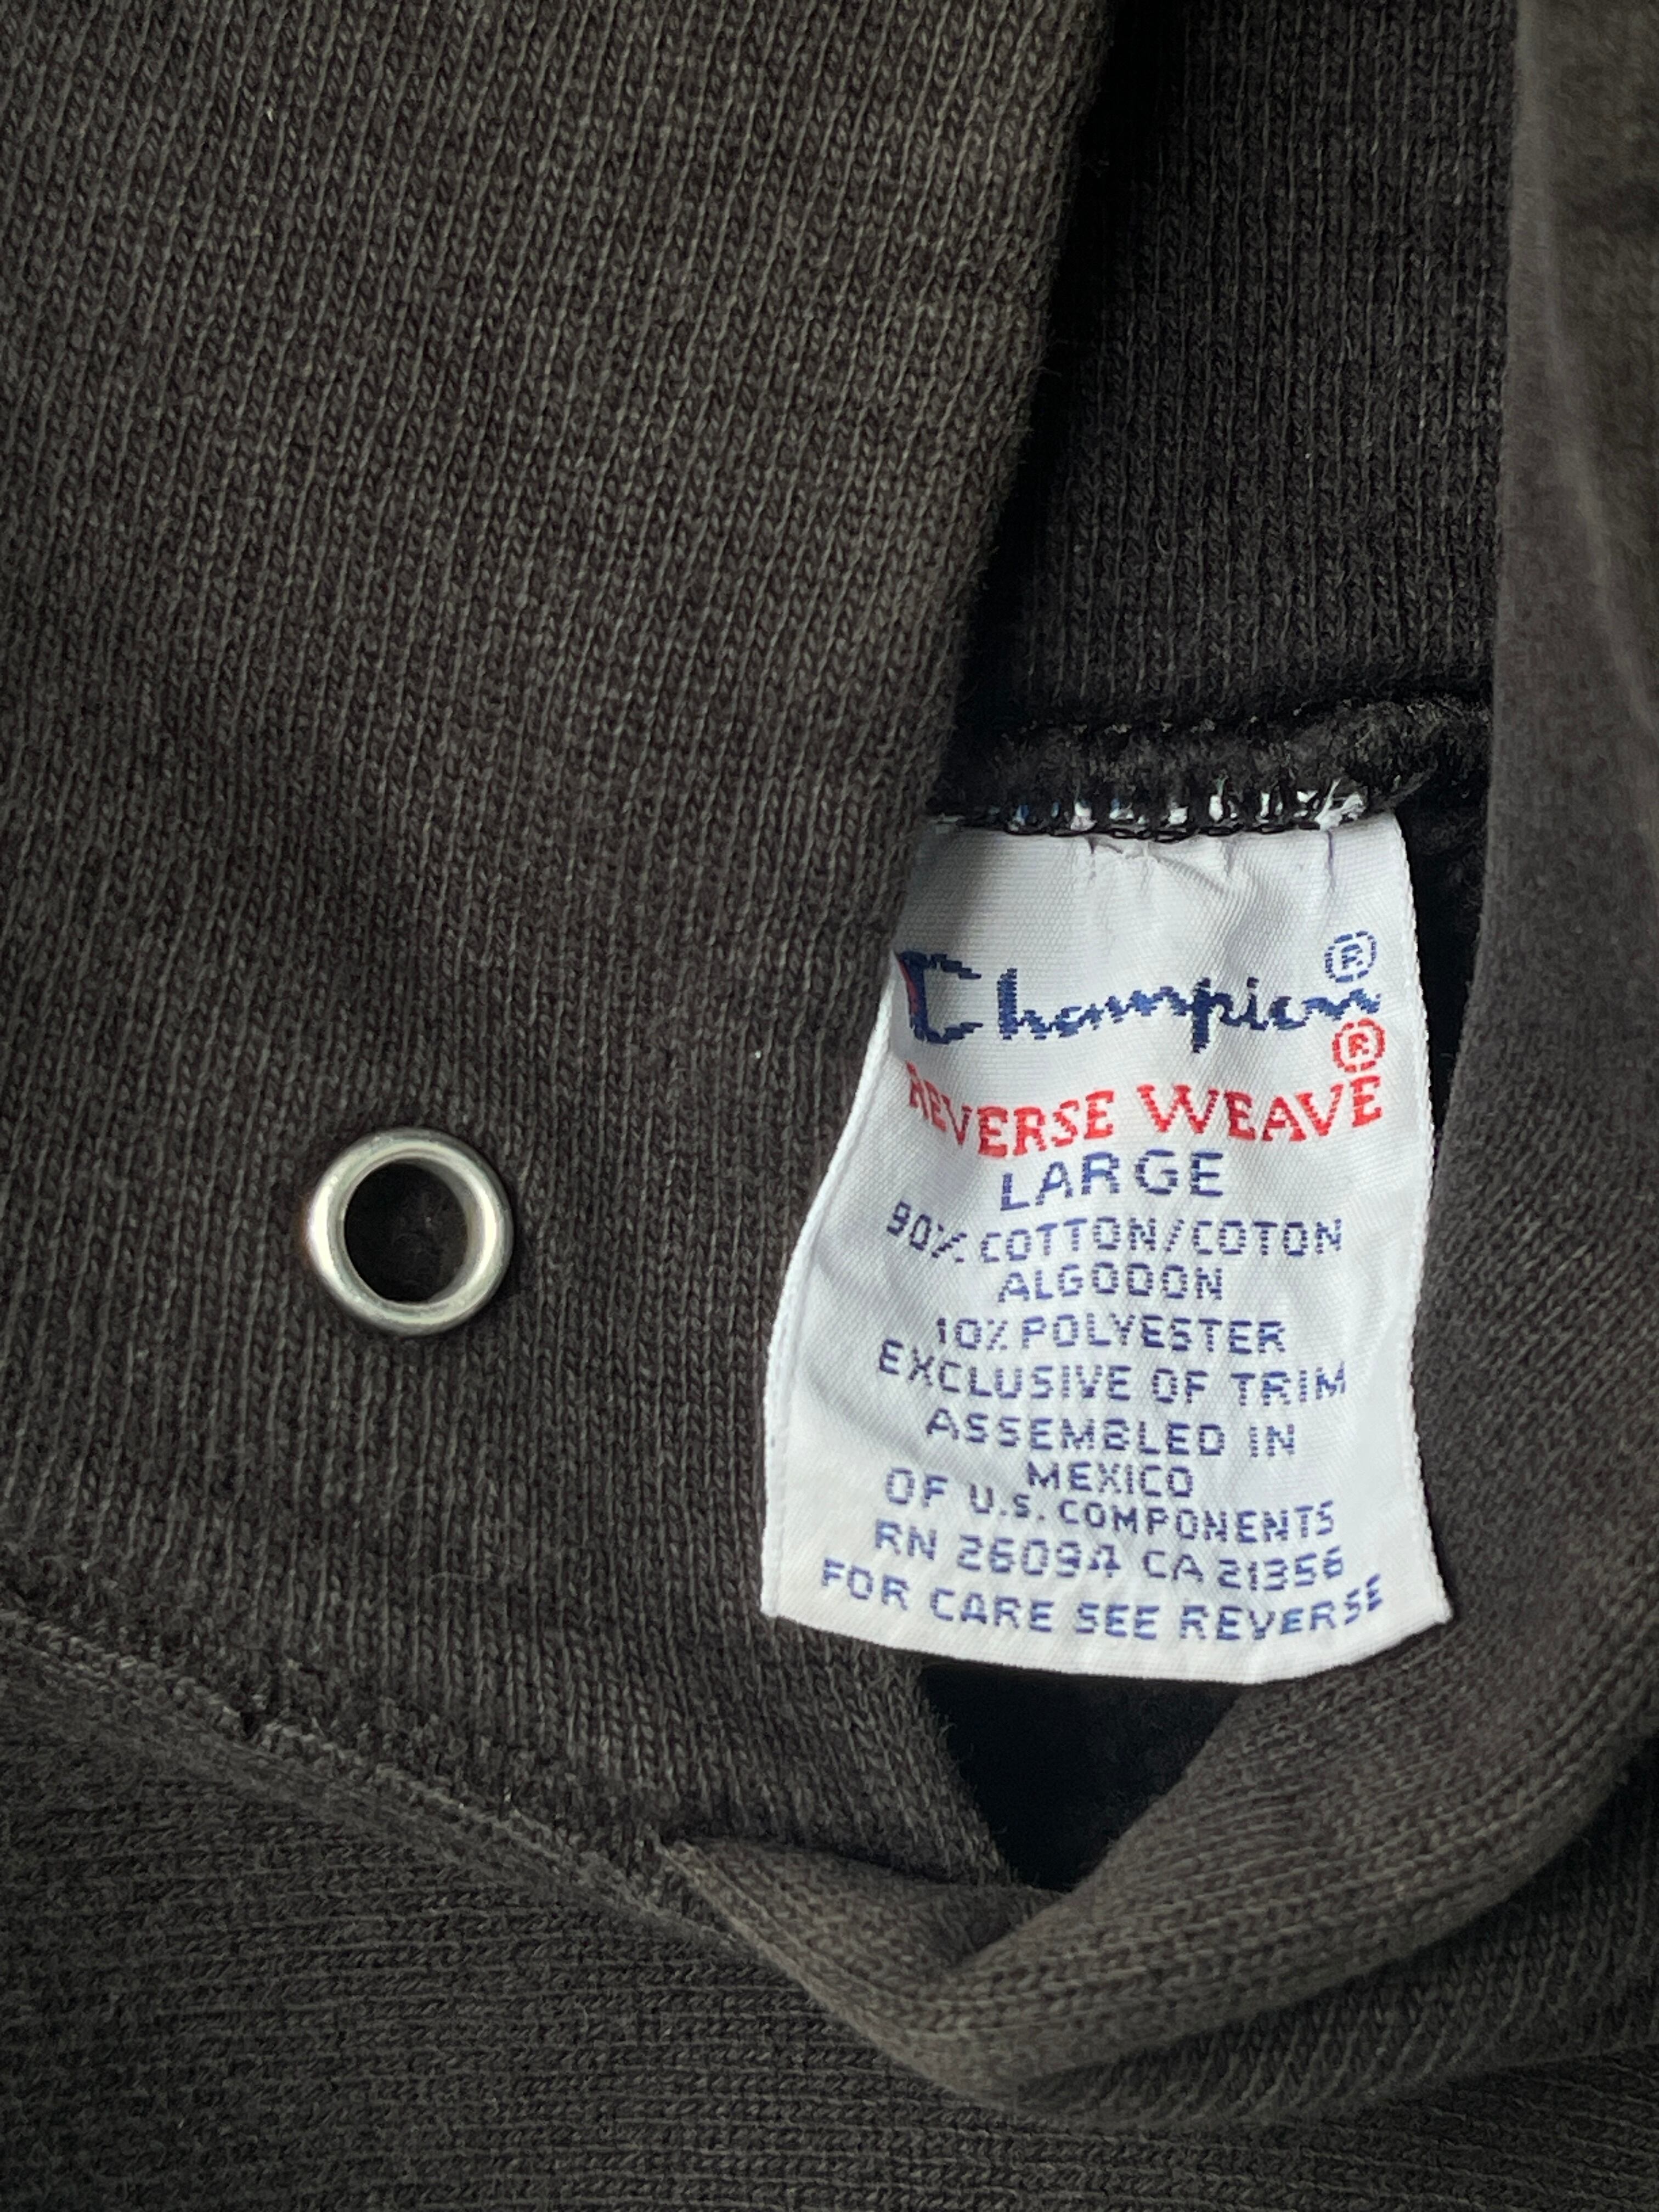 Champion®
®
REVERSE WEAVE
LARGE
90% COTTON/COTON
ALGODON
10% POLYESTER
EXCLUSIVE OF TRIM
ASSEMBLED IN
MEXICO
OF U.S. COMPONENTS
RN 26094 CA 21356
FOR CARE SEE REVERSE